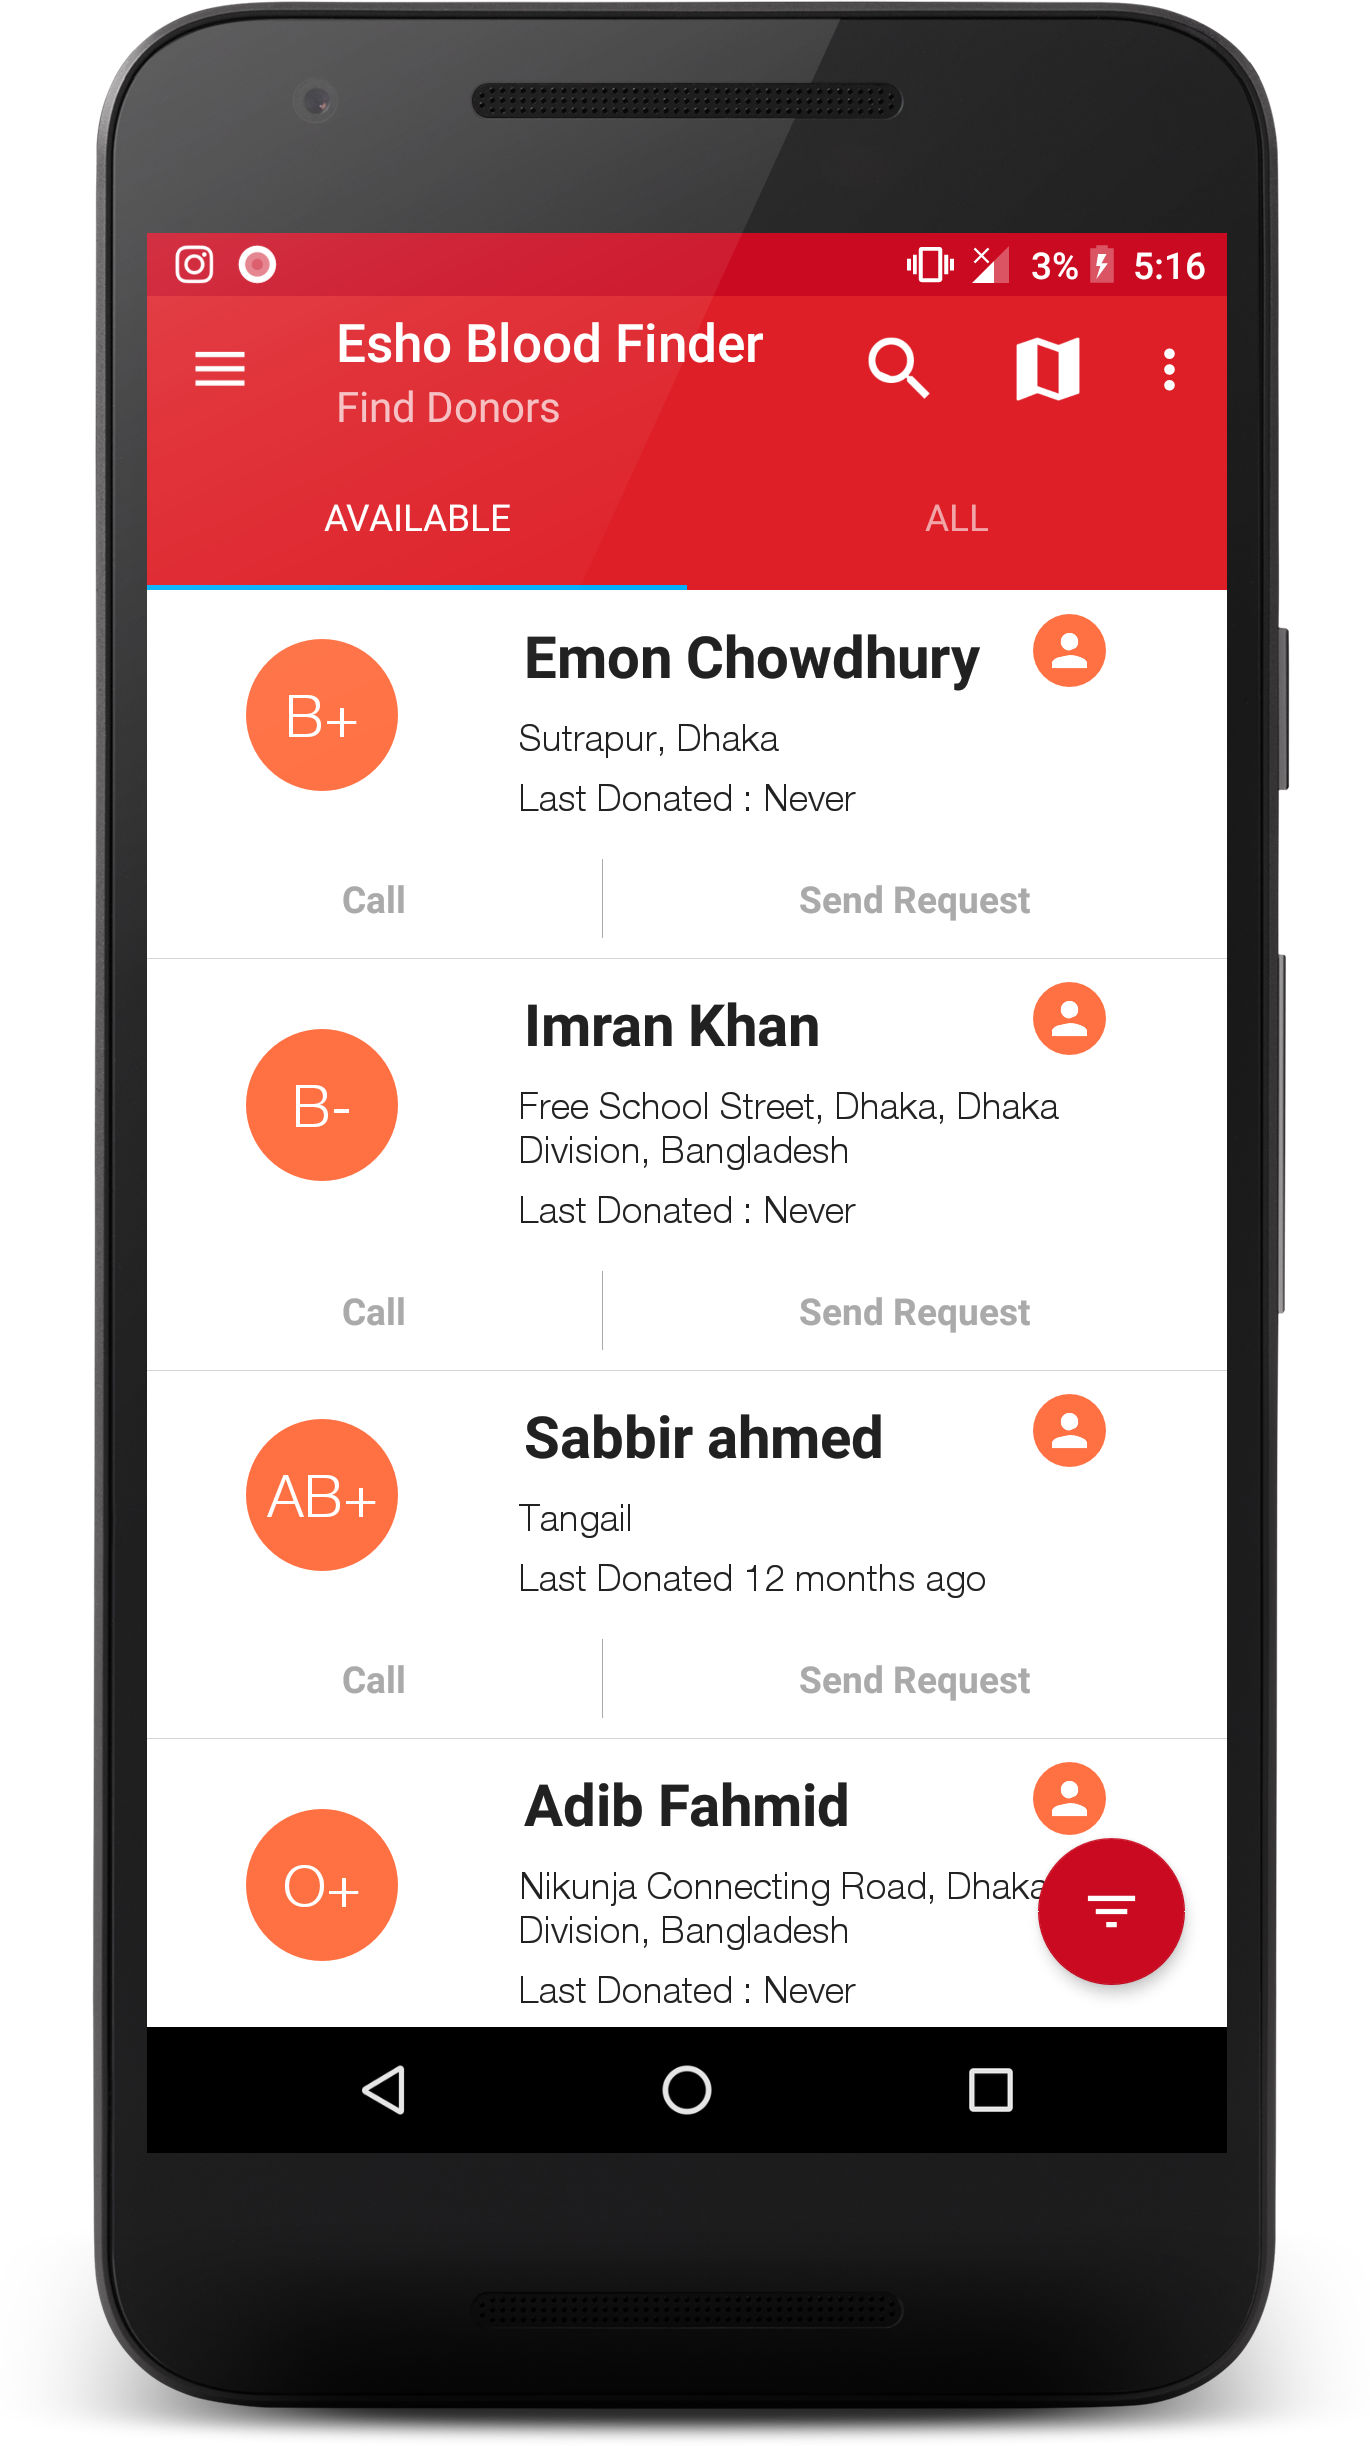 3% 5:16
Esho Blood Finder
Find Donors
AVAILABLE ALL
Emon Chowdhury
B+
Sutrapur, Dhaka
Last Donated : Never
Call Send Request
Imran Khan
B-
Free School Street, Dhaka, Dhaka
Division, Bangladesh
Last Donated : Never
Call Send Request
Sabbir ahmed
AB+
Tangail
Last Donated 12 months ago
Call Send Request
Adib Fahmid
O+
Nikunja Connecting Road, Dhaka
Division, Bangladesh
Last Donated : Never